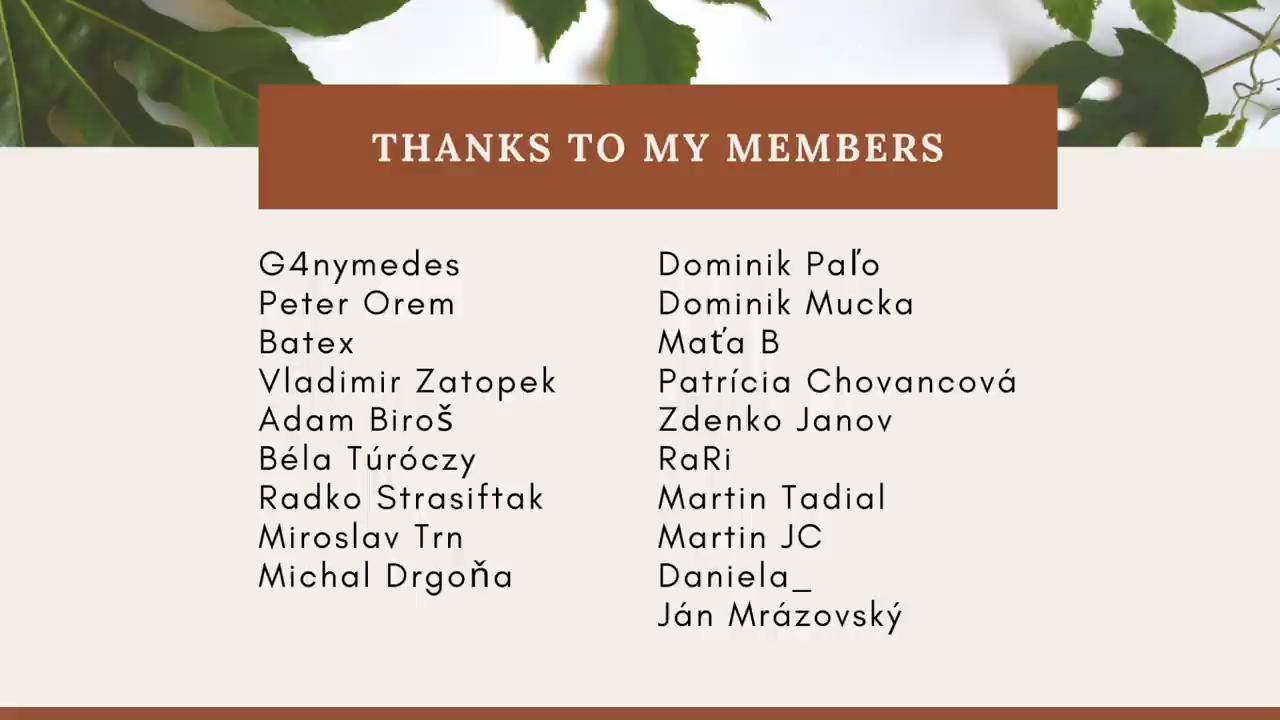 THANKS TO MY MEMBERS
G4nymedes
Peter Orem
Batex
Vladimir Zatopek
Adam Biroš
Béla Túróczy
Radko Strasiftak
Miroslav Trn
Michal Drgoňa
Dominik Paľo
Dominik Mucka
Maťa B
Patrícia Chovancová
Zdenko Janov
RaRi
Martin Tadial
Martin JC
Daniela_
Ján Mrázovský